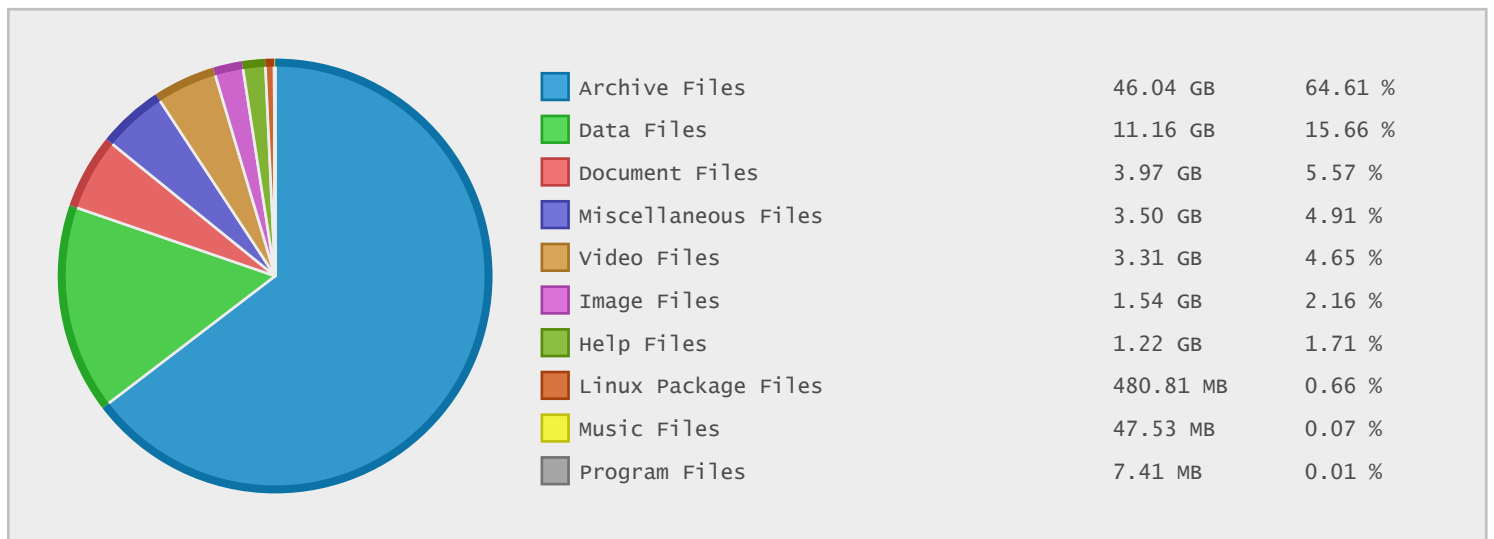 Archive Files 46.04 GB 64.61 %
Data Files 11.16 GB 15.66 %
Document Files 3.97 GB 5.57 %
Miscellaneous Files 3.50 GB 4.91 %
Video Files 3.31 GB 4.65 %
Image Files 1.54 GB 2.16 %
Help Files 1.22 GB 1.71 %
Linux Package Files 480.81 MB 0.66 %
Music Files 47.53 MB 0.07 %
Program Files 7.41 MB 0.01 %